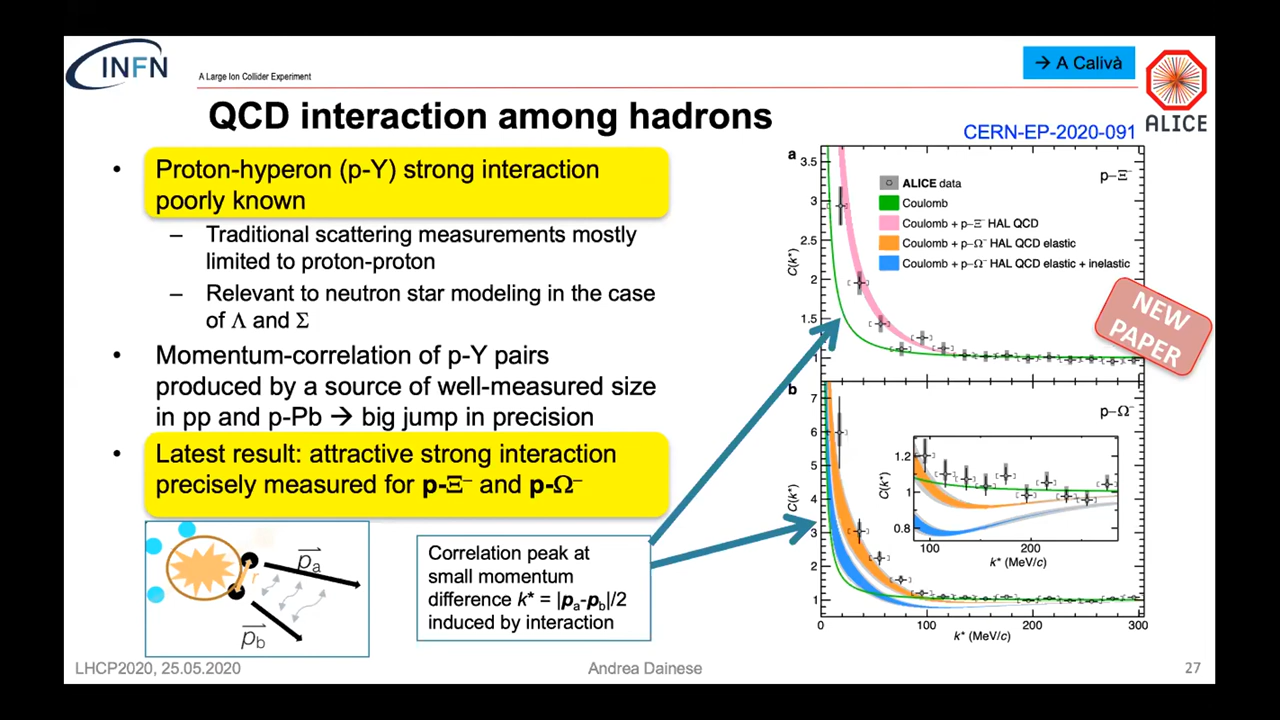 INFN
A Large Ion Collider Experiment
→ A Calivà
ALICE
QCD interaction among hadrons
CERN-EP-2020-091
• Proton-hyperon (p-Y) strong interaction
poorly known
– Traditional scattering measurements mostly
limited to proton-proton
– Relevant to neutron star modeling in the case
of Λ and Σ
• Momentum-correlation of p-Y pairs
produced by a source of well-measured size
in pp and p-Pb → big jump in precision
• Latest result: attractive strong interaction
precisely measured for p-Ξ⁻ and p-Ω⁻
r
pₐ
p_b
Correlation peak at
small momentum
difference k* = |pₐ-p_b|/2
induced by interaction
a
p–Ξ⁻
ALICE data
Coulomb
Coulomb + p–Ξ⁻ HAL QCD
Coulomb + p–Ω⁻ HAL QCD elastic
Coulomb + p–Ω⁻ HAL QCD elastic + inelastic
C(k*)
3.5
3
2.5
2
1.5
1
NEW
PAPER
b
p–Ω⁻
C(k*)
7
6
5
4
3
2
1
C(k*)
1.2
1
0.8
100 200
k* (MeV/c)
0 100 200 300
k* (MeV/c)
LHCP2020, 25.05.2020
Andrea Dainese
27